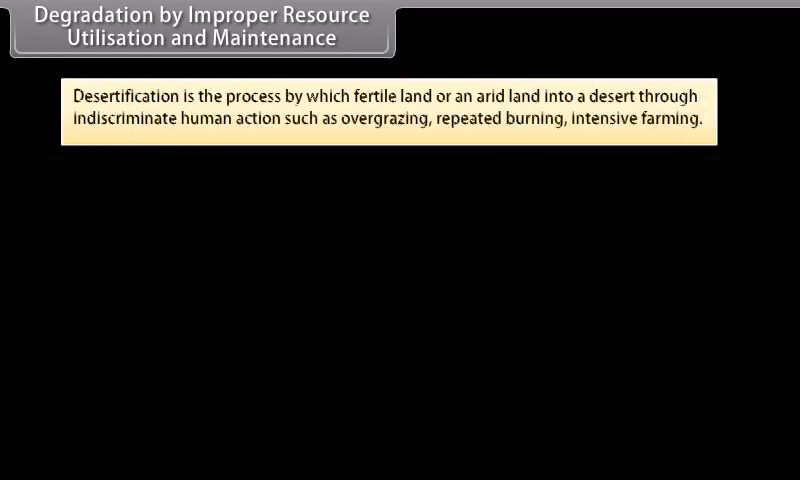 Degradation by Improper Resource
Utilisation and Maintenance
Desertification is the process by which fertile land or an arid land into a desert through
indiscriminate human action such as overgrazing, repeated burning, intensive farming.